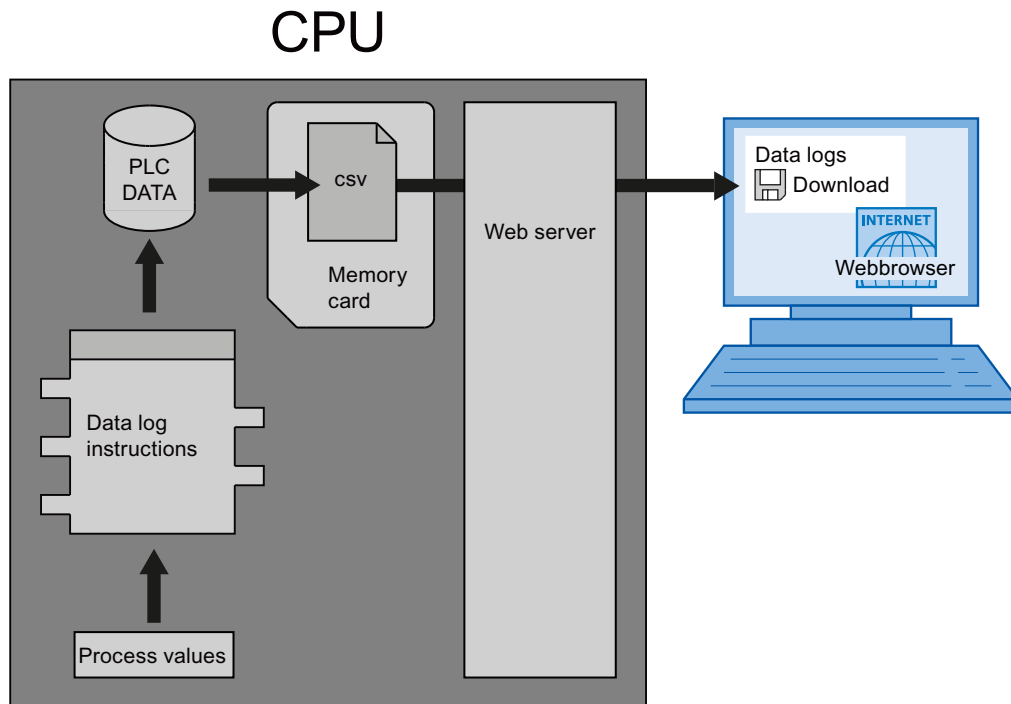 CPU
PLC
DATA
csv
Memory
card
Web server
Data logs
Download
INTERNET
Webbrowser
Data log
instructions
Process values